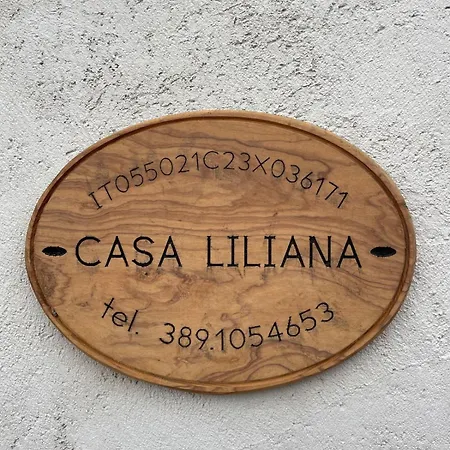 IT055021C23X036171
CASA LILIANA
tel. 389.1054653